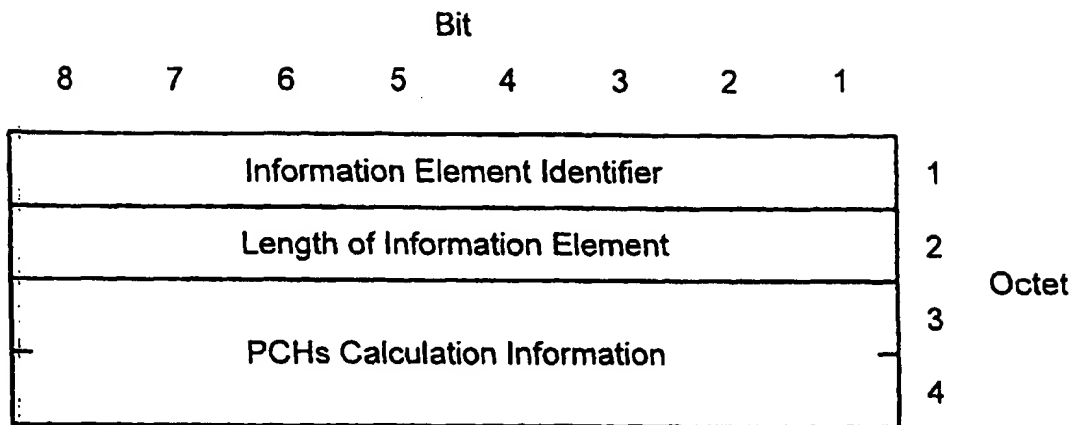 Bit
8 7 6 5 4 3 2 1
Information Element Identifier 1
Length of Information Element 2
Octet
3
PCHs Calculation Information
4